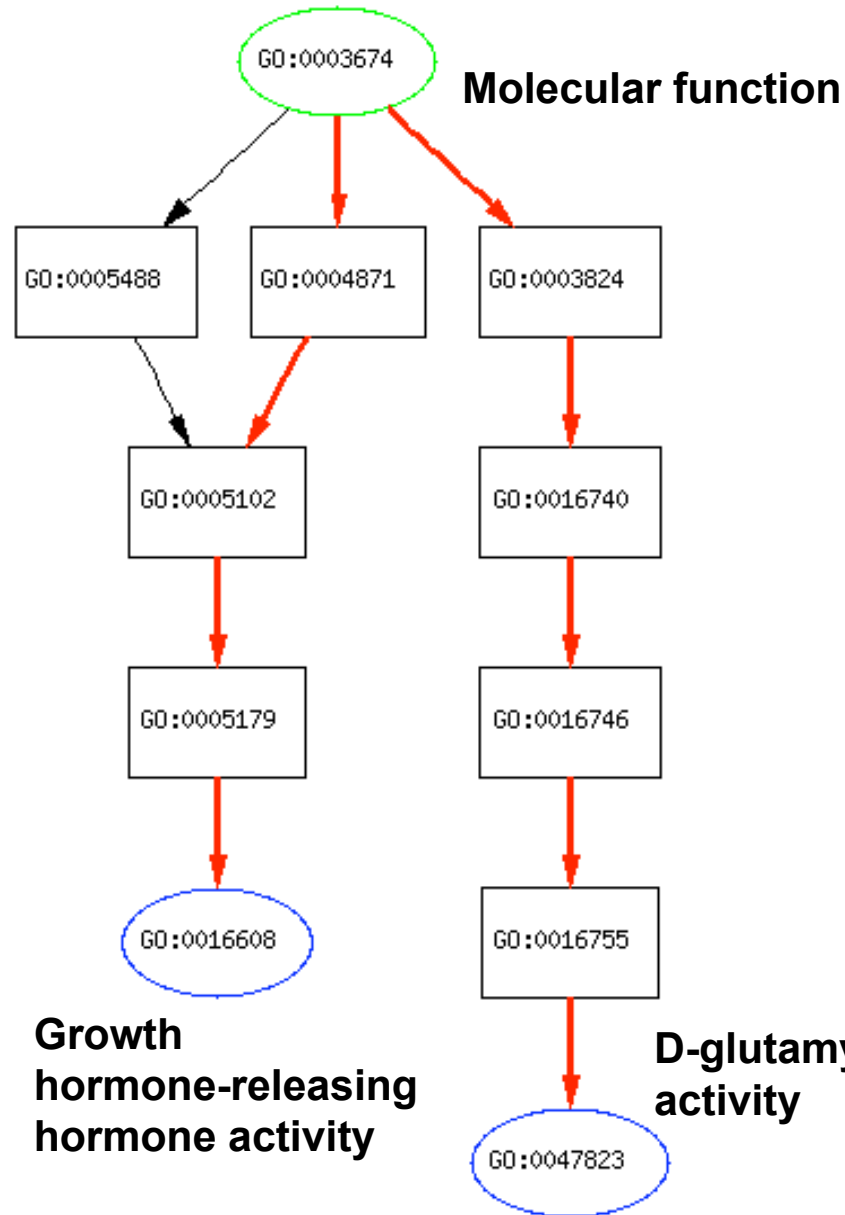 GO:0003674
Molecular function
GO:0005488
GO:0004871
GO:0003824
GO:0005102
GO:0016740
GO:0005179
GO:0016746
GO:0016608
GO:0016755
Growth
hormone-releasing
hormone activity
D-glutamy
activity
GO:0047823